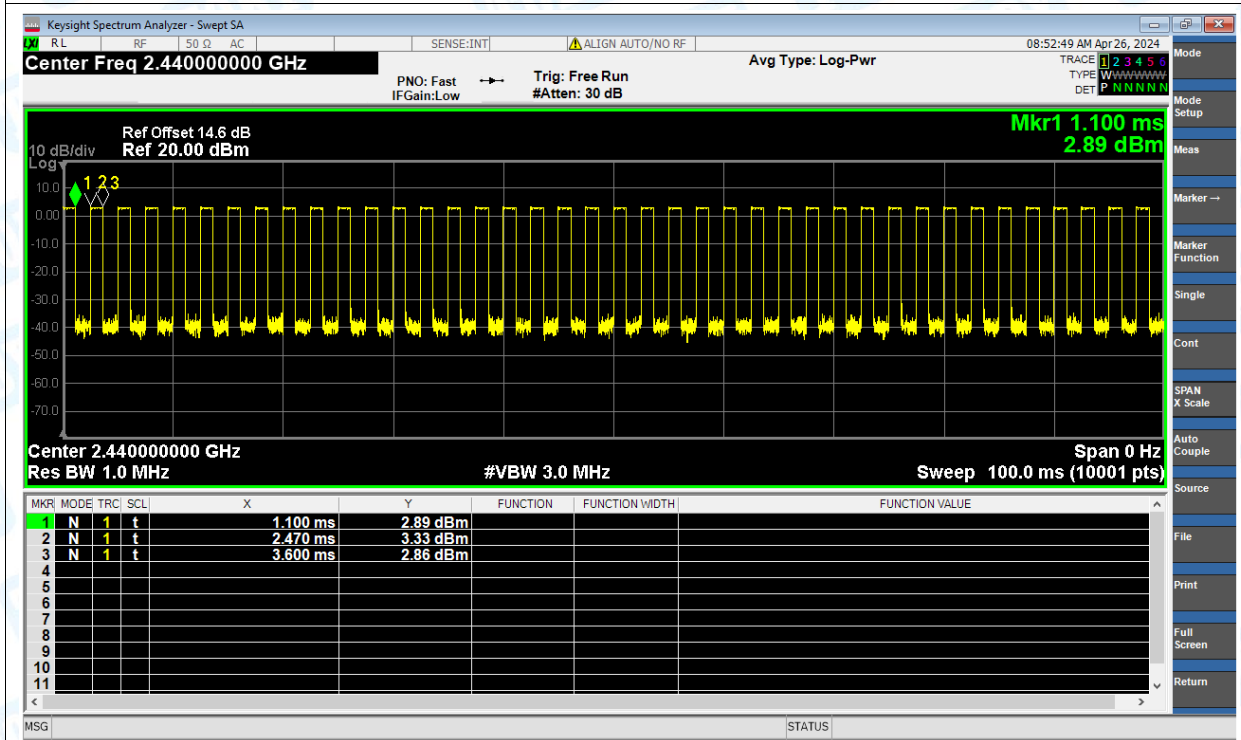 Keysight Spectrum Analyzer - Swept SA
LXI RL RF 50 Ω AC SENSE:INT ALIGN AUTO/NO RF 08:52:49 AM Apr 26, 2024
Center Freq 2.440000000 GHz
PNO: Fast
IFGain:Low
Trig: Free Run
#Atten: 30 dB
Avg Type: Log-Pwr
TRACE 1 2 3 4 5 6
TYPE WWWWWW
DET P N N N N N
Mkr1 1.100 ms
2.89 dBm
Ref Offset 14.6 dB
10 dB/div Ref 20.00 dBm
Log
10.0
0.00
-10.0
-20.0
-30.0
-40.0
-50.0
-60.0
-70.0
1 2 3
Center 2.440000000 GHz Span 0 Hz
Res BW 1.0 MHz #VBW 3.0 MHz Sweep 100.0 ms (10001 pts)
MKR MODE TRC SCL X Y FUNCTION FUNCTION WIDTH FUNCTION VALUE
1 N 1 t 1.100 ms 2.89 dBm
2 N 1 t 2.470 ms 3.33 dBm
3 N 1 t 3.600 ms 2.86 dBm
4
5
6
7
8
9
10
11
MSG STATUS
Mode
Mode
Setup
Meas
Marker →
Marker
Function
Single
Cont
SPAN
X Scale
Auto
Couple
Source
File
Print
Full
Screen
Return